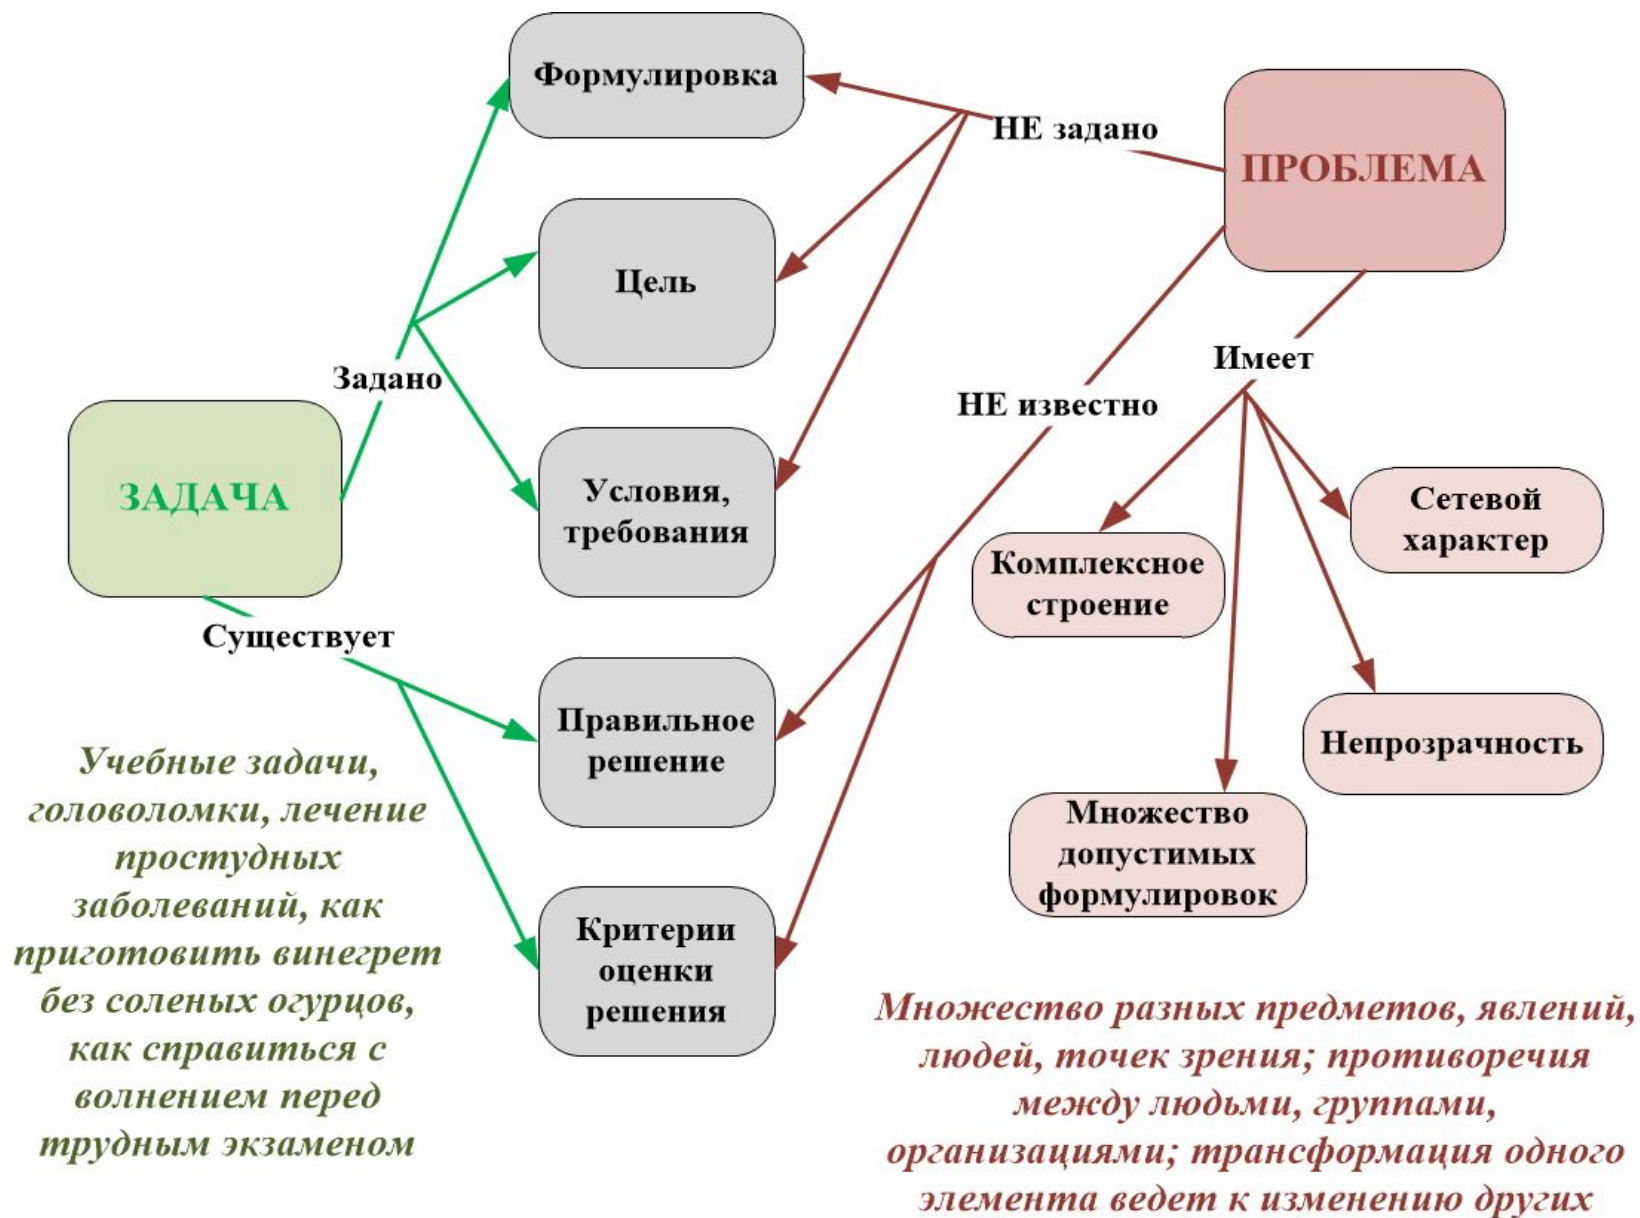 Формулировка
НЕ задано
ПРОБЛЕМА
Цель
Задано
Имеет
НЕ известно
ЗАДАЧА
Условия,
требования
Сетевой
характер
Комплексное
строение
Существует
Правильное
решение
Непрозрачность
Множество
допустимых
формулировок
Учебные задачи,
головоломки, лечение
простудных
заболеваний, как
приготовить винегрет
без соленых огурцов,
как справиться с
волнением перед
трудным экзаменом
Критерии
оценки
решения
Множество разных предметов, явлений,
людей, точек зрения; противоречия
между людьми, группами,
организациями; трансформация одного
элемента ведет к изменению других